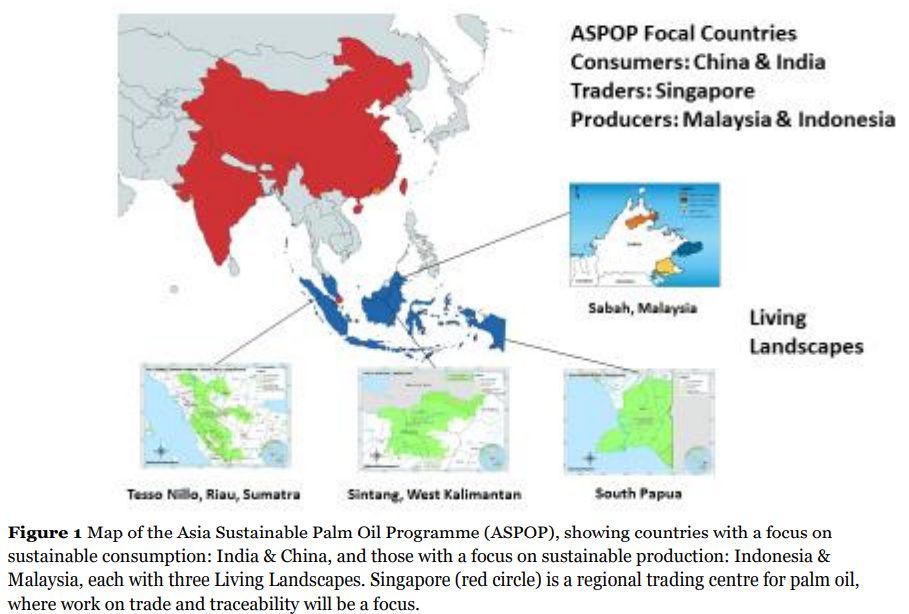 ASPOP Focal Countries
Consumers: China & India
Traders: Singapore
Producers: Malaysia & Indonesia
Sabah, Malaysia
Living
Landscapes
Tesso Nillo, Riau, Sumatra
Sintang, West Kalimantan
South Papua
Figure 1 Map of the Asia Sustainable Palm Oil Programme (ASPOP), showing countries with a focus on
sustainable consumption: India & China, and those with a focus on sustainable production: Indonesia &
Malaysia, each with three Living Landscapes. Singapore (red circle) is a regional trading centre for palm oil,
where work on trade and traceability will be a focus.